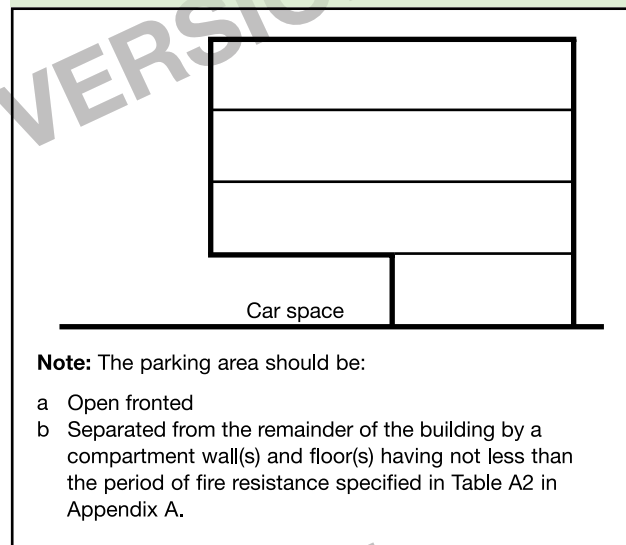 VERSIO
Car space
Note: The parking area should be:
a Open fronted
b Separated from the remainder of the building by a
compartment wall(s) and floor(s) having not less than
the period of fire resistance specified in Table A2 in
Appendix A.